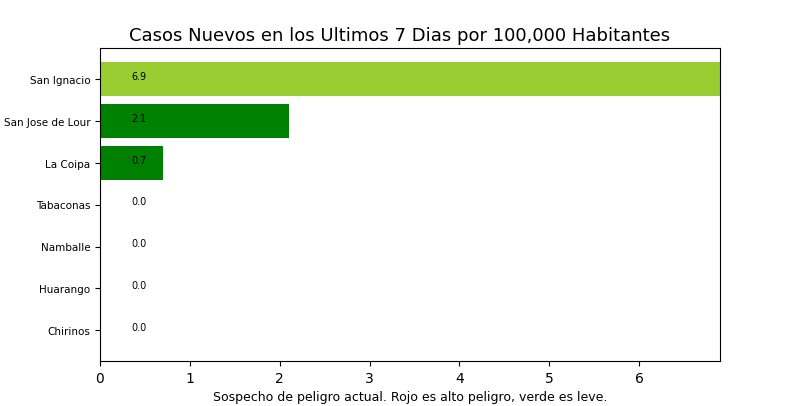 Casos Nuevos en los Ultimos 7 Dias por 100,000 Habitantes
San Ignacio 6.9
San Jose de Lour 2.1
La Coipa 0.7
Tabaconas 0.0
Namballe 0.0
Huarango 0.0
Chirinos 0.0
0 1 2 3 4 5 6
Sospecho de peligro actual. Rojo es alto peligro, verde es leve.